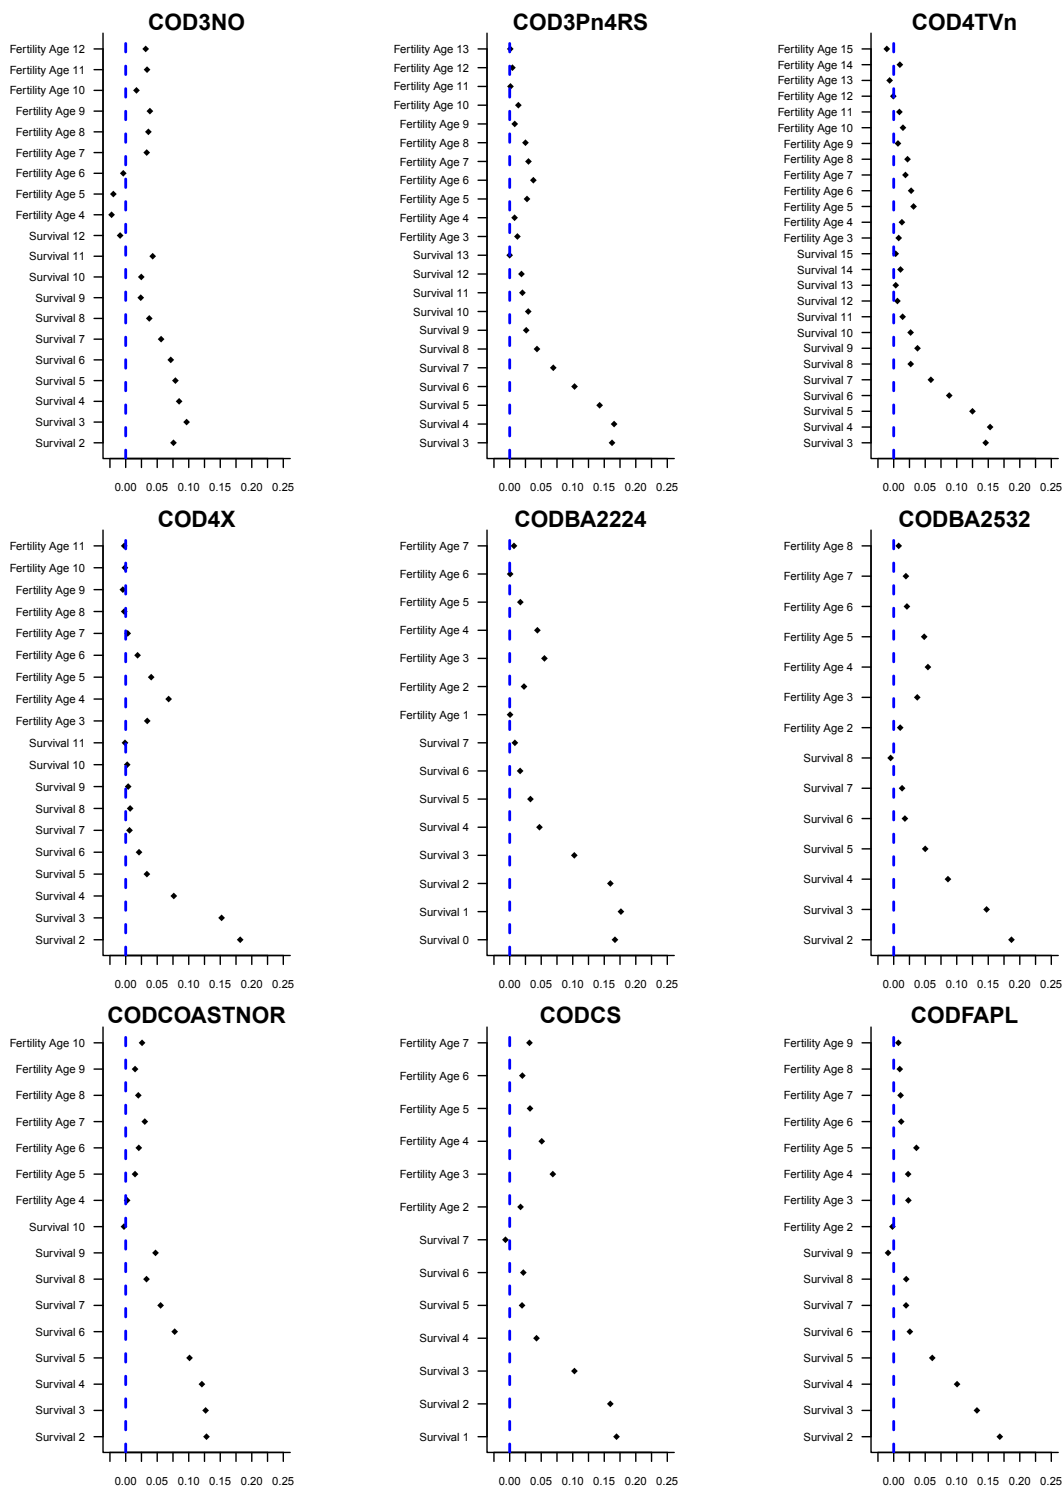 COD3NO
Fertility Age 12
Fertility Age 11
Fertility Age 10
Fertility Age 9
Fertility Age 8
Fertility Age 7
Fertility Age 6
Fertility Age 5
Fertility Age 4
Survival 12
Survival 11
Survival 10
Survival 9
Survival 8
Survival 7
Survival 6
Survival 5
Survival 4
Survival 3
Survival 2
0.00 0.05 0.10 0.15 0.20 0.25
COD3Pn4RS
Fertility Age 13
Fertility Age 12
Fertility Age 11
Fertility Age 10
Fertility Age 9
Fertility Age 8
Fertility Age 7
Fertility Age 6
Fertility Age 5
Fertility Age 4
Fertility Age 3
Survival 13
Survival 12
Survival 11
Survival 10
Survival 9
Survival 8
Survival 7
Survival 6
Survival 5
Survival 4
Survival 3
0.00 0.05 0.10 0.15 0.20 0.25
COD4TVn
Fertility Age 15
Fertility Age 14
Fertility Age 13
Fertility Age 12
Fertility Age 11
Fertility Age 10
Fertility Age 9
Fertility Age 8
Fertility Age 7
Fertility Age 6
Fertility Age 5
Fertility Age 4
Fertility Age 3
Survival 15
Survival 14
Survival 13
Survival 12
Survival 11
Survival 10
Survival 9
Survival 8
Survival 7
Survival 6
Survival 5
Survival 4
Survival 3
0.00 0.05 0.10 0.15 0.20 0.25
COD4X
Fertility Age 11
Fertility Age 10
Fertility Age 9
Fertility Age 8
Fertility Age 7
Fertility Age 6
Fertility Age 5
Fertility Age 4
Fertility Age 3
Survival 11
Survival 10
Survival 9
Survival 8
Survival 7
Survival 6
Survival 5
Survival 4
Survival 3
Survival 2
0.00 0.05 0.10 0.15 0.20 0.25
CODBA2224
Fertility Age 7
Fertility Age 6
Fertility Age 5
Fertility Age 4
Fertility Age 3
Fertility Age 2
Fertility Age 1
Survival 7
Survival 6
Survival 5
Survival 4
Survival 3
Survival 2
Survival 1
Survival 0
0.00 0.05 0.10 0.15 0.20 0.25
CODBA2532
Fertility Age 8
Fertility Age 7
Fertility Age 6
Fertility Age 5
Fertility Age 4
Fertility Age 3
Fertility Age 2
Survival 8
Survival 7
Survival 6
Survival 5
Survival 4
Survival 3
Survival 2
0.00 0.05 0.10 0.15 0.20 0.25
CODCOASTNOR
Fertility Age 10
Fertility Age 9
Fertility Age 8
Fertility Age 7
Fertility Age 6
Fertility Age 5
Fertility Age 4
Survival 10
Survival 9
Survival 8
Survival 7
Survival 6
Survival 5
Survival 4
Survival 3
Survival 2
0.00 0.05 0.10 0.15 0.20 0.25
CODCS
Fertility Age 7
Fertility Age 6
Fertility Age 5
Fertility Age 4
Fertility Age 3
Fertility Age 2
Survival 7
Survival 6
Survival 5
Survival 4
Survival 3
Survival 2
Survival 1
0.00 0.05 0.10 0.15 0.20 0.25
CODFAPL
Fertility Age 9
Fertility Age 8
Fertility Age 7
Fertility Age 6
Fertility Age 5
Fertility Age 4
Fertility Age 3
Fertility Age 2
Survival 9
Survival 8
Survival 7
Survival 6
Survival 5
Survival 4
Survival 3
Survival 2
0.00 0.05 0.10 0.15 0.20 0.25